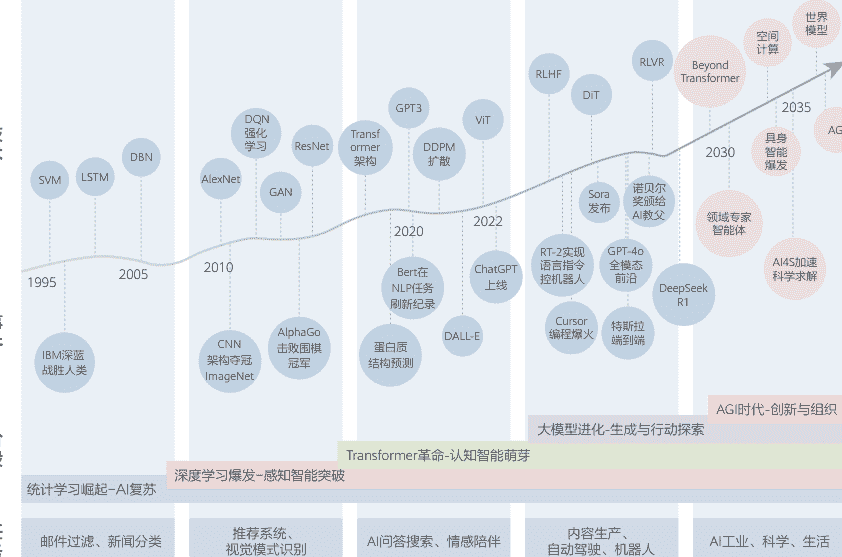 世界
模型
空间
计算
Beyond
Transformer
RLVR
RLHF
DiT
2035
GPT3
ViT
DQN
强化
学习
ResNet
Transf
ormer
架构
DDPM
扩散
DBN
SVM
LSTM
AlexNet
GAN
2030
具身
智能
爆发
Sora
发布
诺贝尔
奖颁给
AI教父
领域专家
智能体
2020
2022
1995
2005
2010
Bert在
NLP任务
刷新纪录
ChatGPT
上线
RT-2实现
语言指令
控机器人
GPT-4o
全模态
前沿
DeepSeek
R1
AI4S加速
科学求解
IBM深蓝
战胜人类
CNN
架构夺冠
ImageNet
AlphaGo
击败围棋
冠军
蛋白质
结构预测
DALL-E
Cursor
编程爆火
特斯拉
端到端
AGI时代-创新与组织
大模型进化-生成与行动探索
Transformer革命-认知智能萌芽
深度学习爆发-感知智能突破
统计学习崛起-AI复苏
邮件过滤、新闻分类
推荐系统、
视觉模式识别
AI问答搜索、情感陪伴
内容生产、
自动驾驶、机器人
AI工业、科学、生活